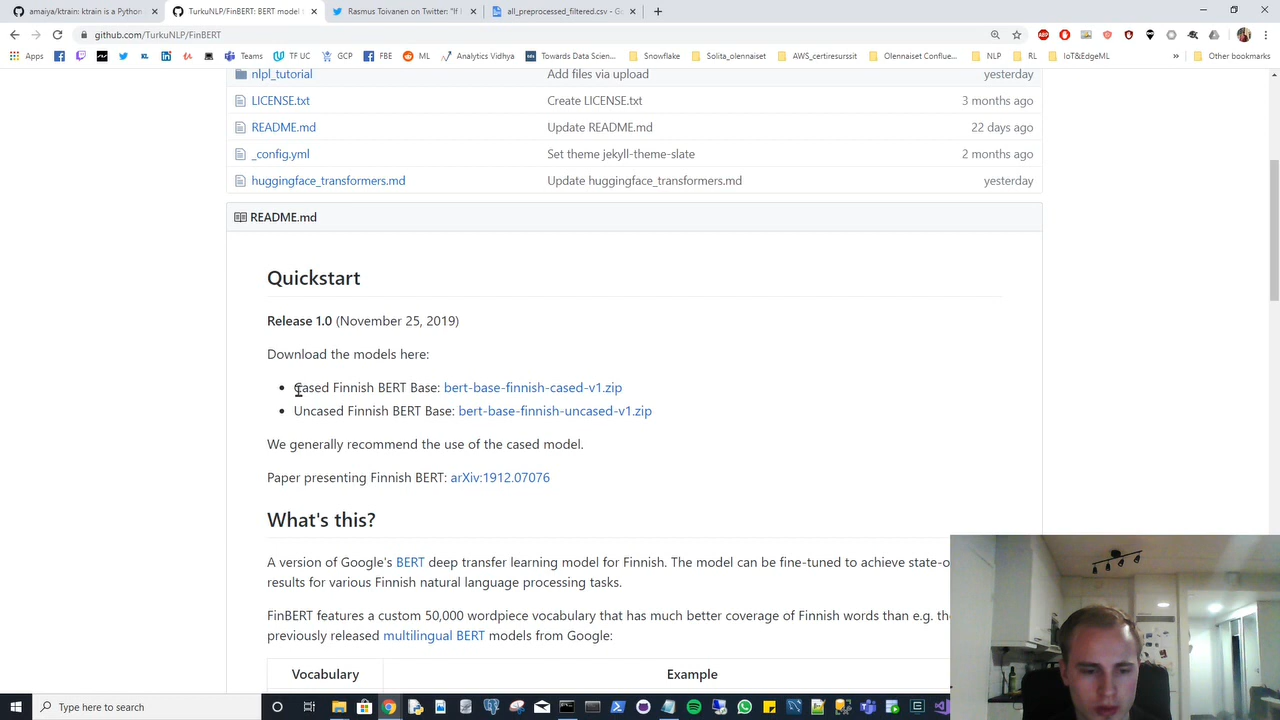 amaiya/ktrain: ktrain is a Python
TurkuNLP/FinBERT: BERT model t
Rasmus Toivanen on Twitter: "If I
all_preprocessed_filtered.csv - Go
github.com/TurkuNLP/FinBERT
Apps
Teams
TF UC
GCP
FBE
ML
Analytics Vidhya
Towards Data Scien...
Snowflake
Solita_olennaiset
AWS_certiresurssit
Olennaiset Conflue...
NLP
RL
IoT&EdgeML
»
Other bookmarks
nlpl_tutorial Add files via upload yesterday
LICENSE.txt Create LICENSE.txt 3 months ago
README.md Update README.md 22 days ago
_config.yml Set theme jekyll-theme-slate 2 months ago
huggingface_transformers.md Update huggingface_transformers.md yesterday
README.md
Quickstart
Release 1.0 (November 25, 2019)
Download the models here:
• Cased Finnish BERT Base: bert-base-finnish-cased-v1.zip
• Uncased Finnish BERT Base: bert-base-finnish-uncased-v1.zip
We generally recommend the use of the cased model.
Paper presenting Finnish BERT: arXiv:1912.07076
What's this?
A version of Google's BERT deep transfer learning model for Finnish. The model can be fine-tuned to achieve state-o
results for various Finnish natural language processing tasks.
FinBERT features a custom 50,000 wordpiece vocabulary that has much better coverage of Finnish words than e.g. th
previously released multilingual BERT models from Google:
Vocabulary Example
Type here to search